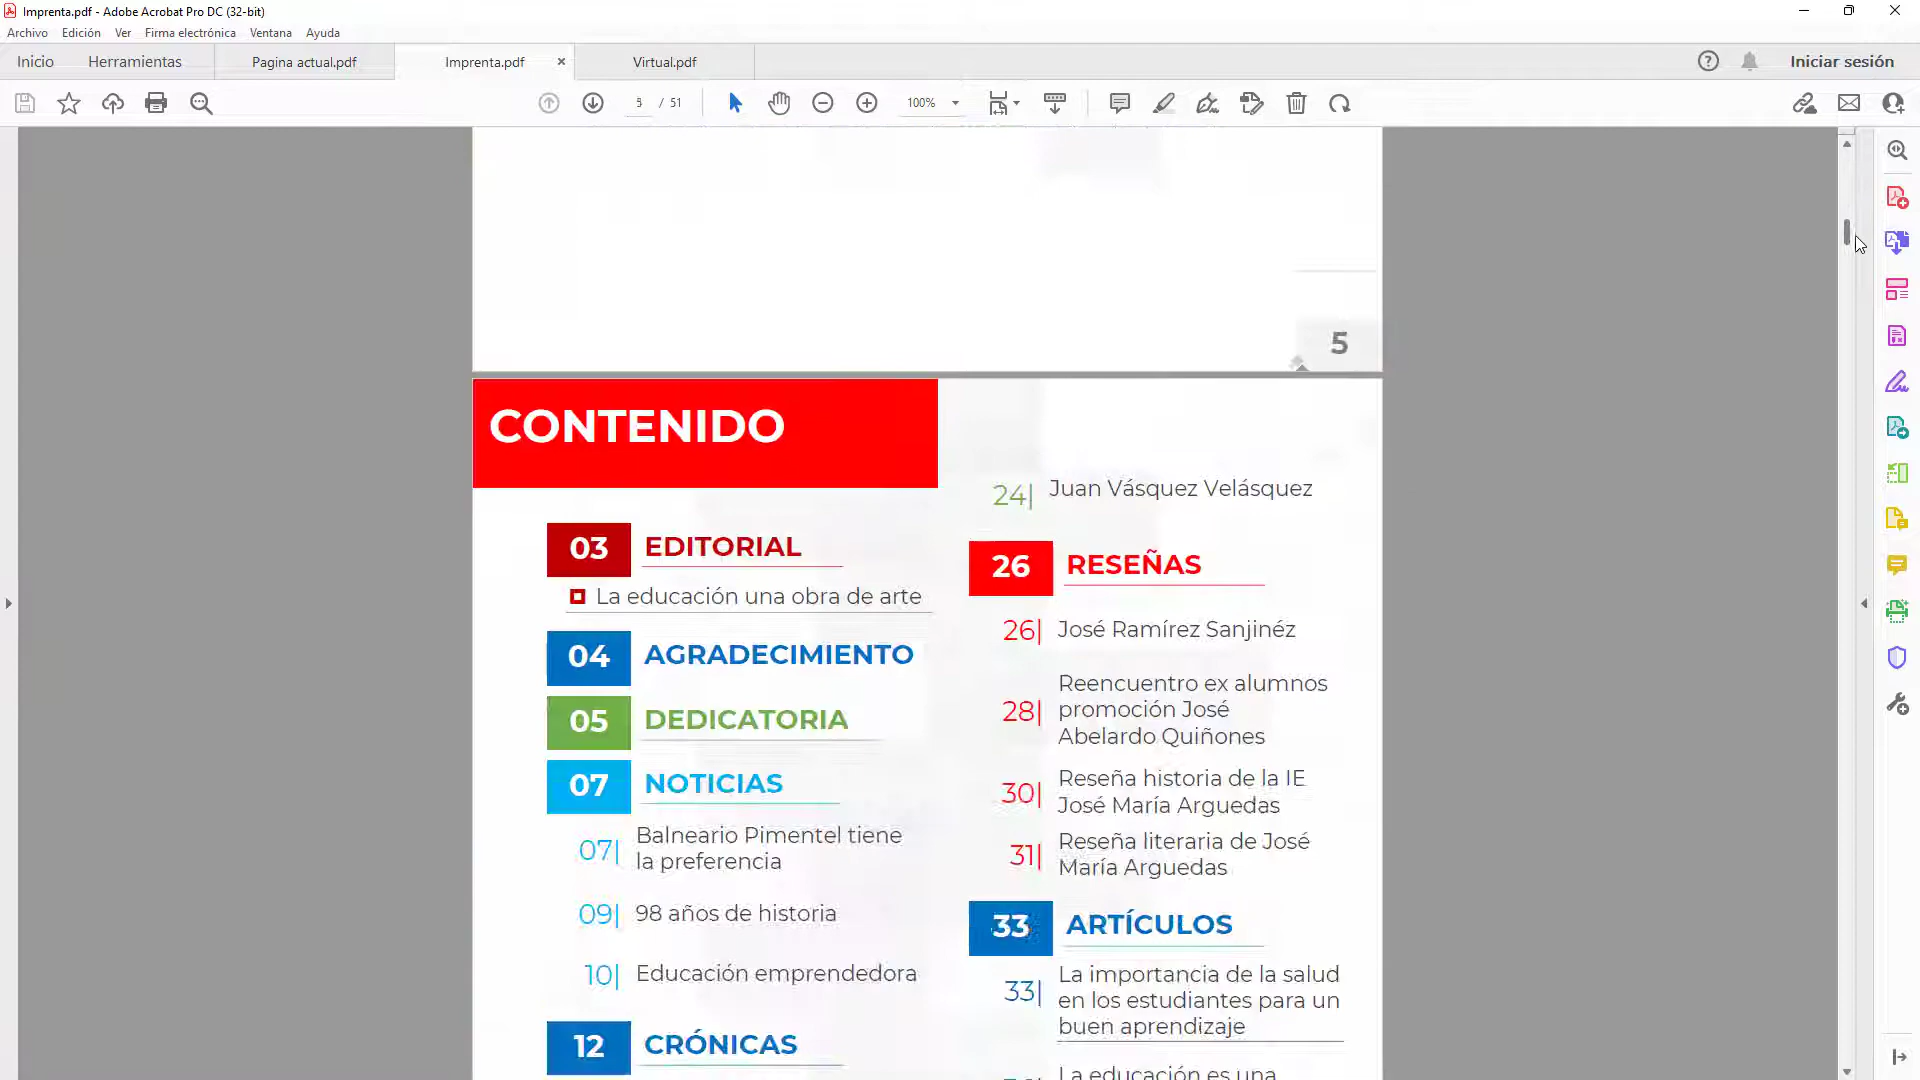 Imprenta.pdf - Adobe Acrobat Pro DC (32-bit)
Archivo Edición Ver Firma electrónica Ventana Ayuda
Inicio Herramientas Pagina actual.pdf Imprenta.pdf × Virtual.pdf Iniciar sesión
5 / 51 100%
5
CONTENIDO
03 EDITORIAL
La educación una obra de arte
04 AGRADECIMIENTO
05 DEDICATORIA
07 NOTICIAS
07| Balneario Pimentel tiene
la preferencia
09| 98 años de historia
10| Educación emprendedora
12 CRÓNICAS
24| Juan Vásquez Velásquez
26 RESEÑAS
26| José Ramírez Sanjinéz
28| Reencuentro ex alumnos
promoción José
Abelardo Quiñones
30| Reseña historia de la IE
José María Arguedas
31| Reseña literaria de José
María Arguedas
33 ARTÍCULOS
33| La importancia de la salud
en los estudiantes para un
buen aprendizaje
La educación es una